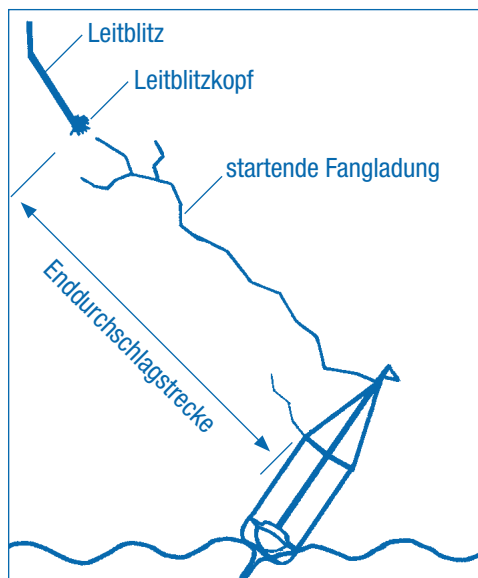 Leitblitz
Leitblitzkopf
startende Fangladung
Enddurchschlagstrecke